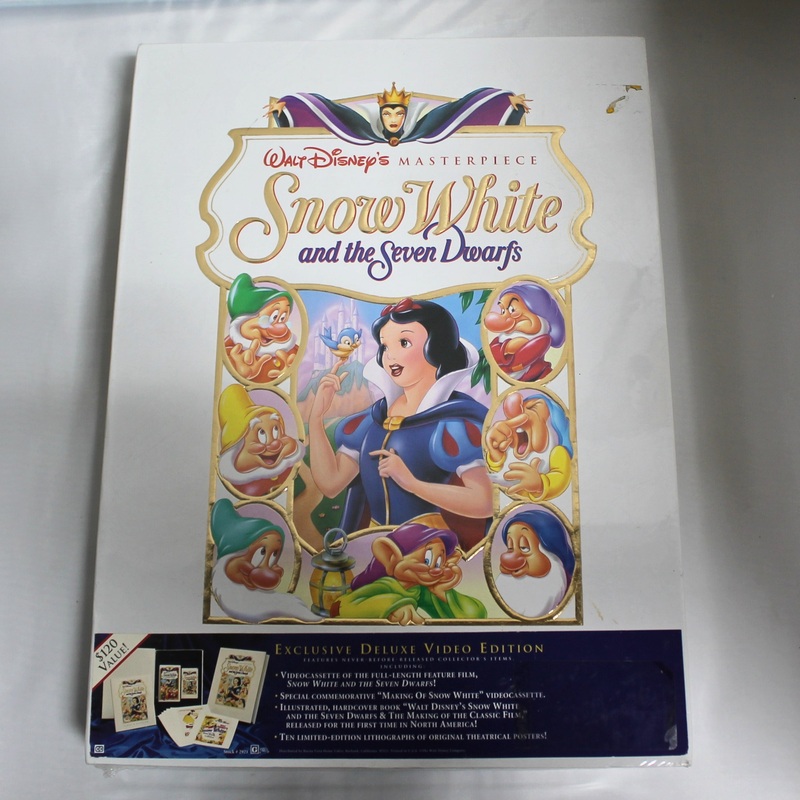 WALT DISNEY'S MASTERPIECE
Snow White
and the Seven Dwarfs
$120
VALUE!
EXCLUSIVE DELUXE VIDEO EDITION
FEATURES NEVER-BEFORE-RELEASED COLLECTOR'S ITEMS,
INCLUDING:
• VIDEOCASSETTE OF THE FULL-LENGTH FEATURE FILM,
SNOW WHITE AND THE SEVEN DWARFS!
• SPECIAL COMMEMORATIVE "MAKING OF SNOW WHITE" VIDEOCASSETTE.
• ILLUSTRATED, HARDCOVER BOOK "WALT DISNEY'S SNOW WHITE
AND THE SEVEN DWARFS & THE MAKING OF THE CLASSIC FILM,"
RELEASED FOR THE FIRST TIME IN NORTH AMERICA!
• TEN LIMITED-EDITION LITHOGRAPHS OF ORIGINAL THEATRICAL POSTERS!
CC
G